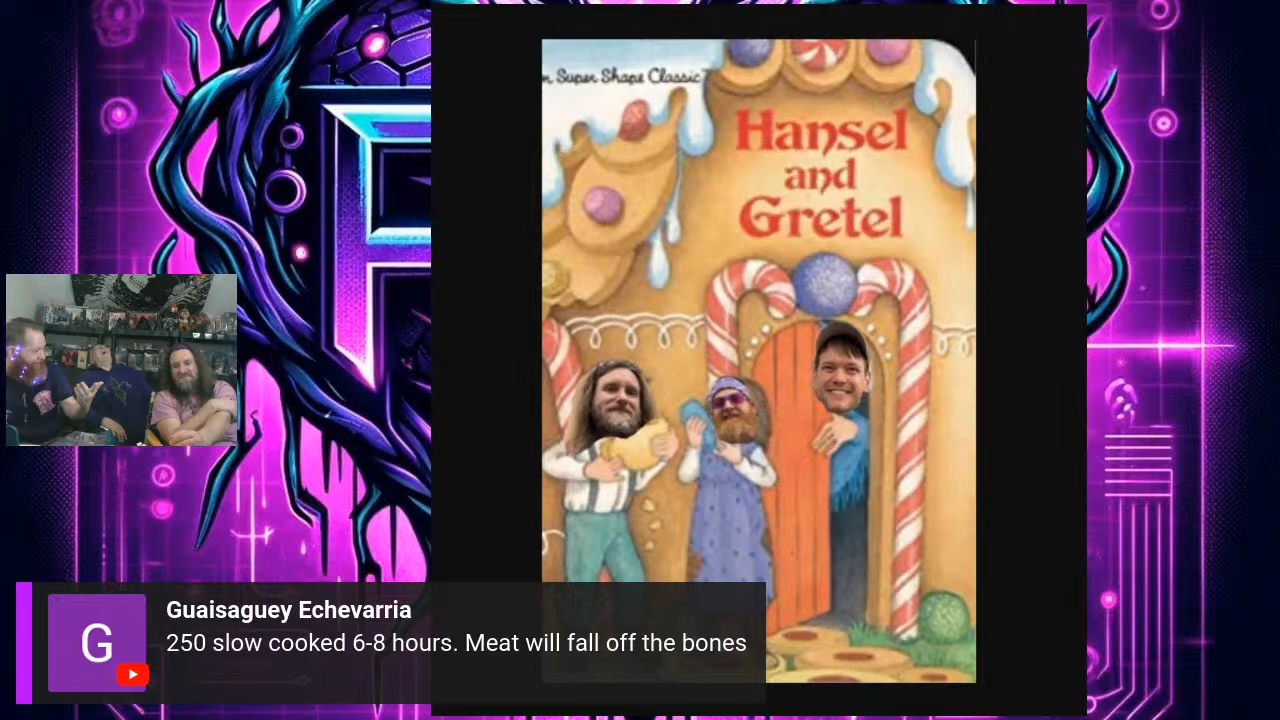 n Super Shape Classic
Hansel
and
Gretel
F
G
Guaisaguey Echevarria
250 slow cooked 6-8 hours. Meat will fall off the bones